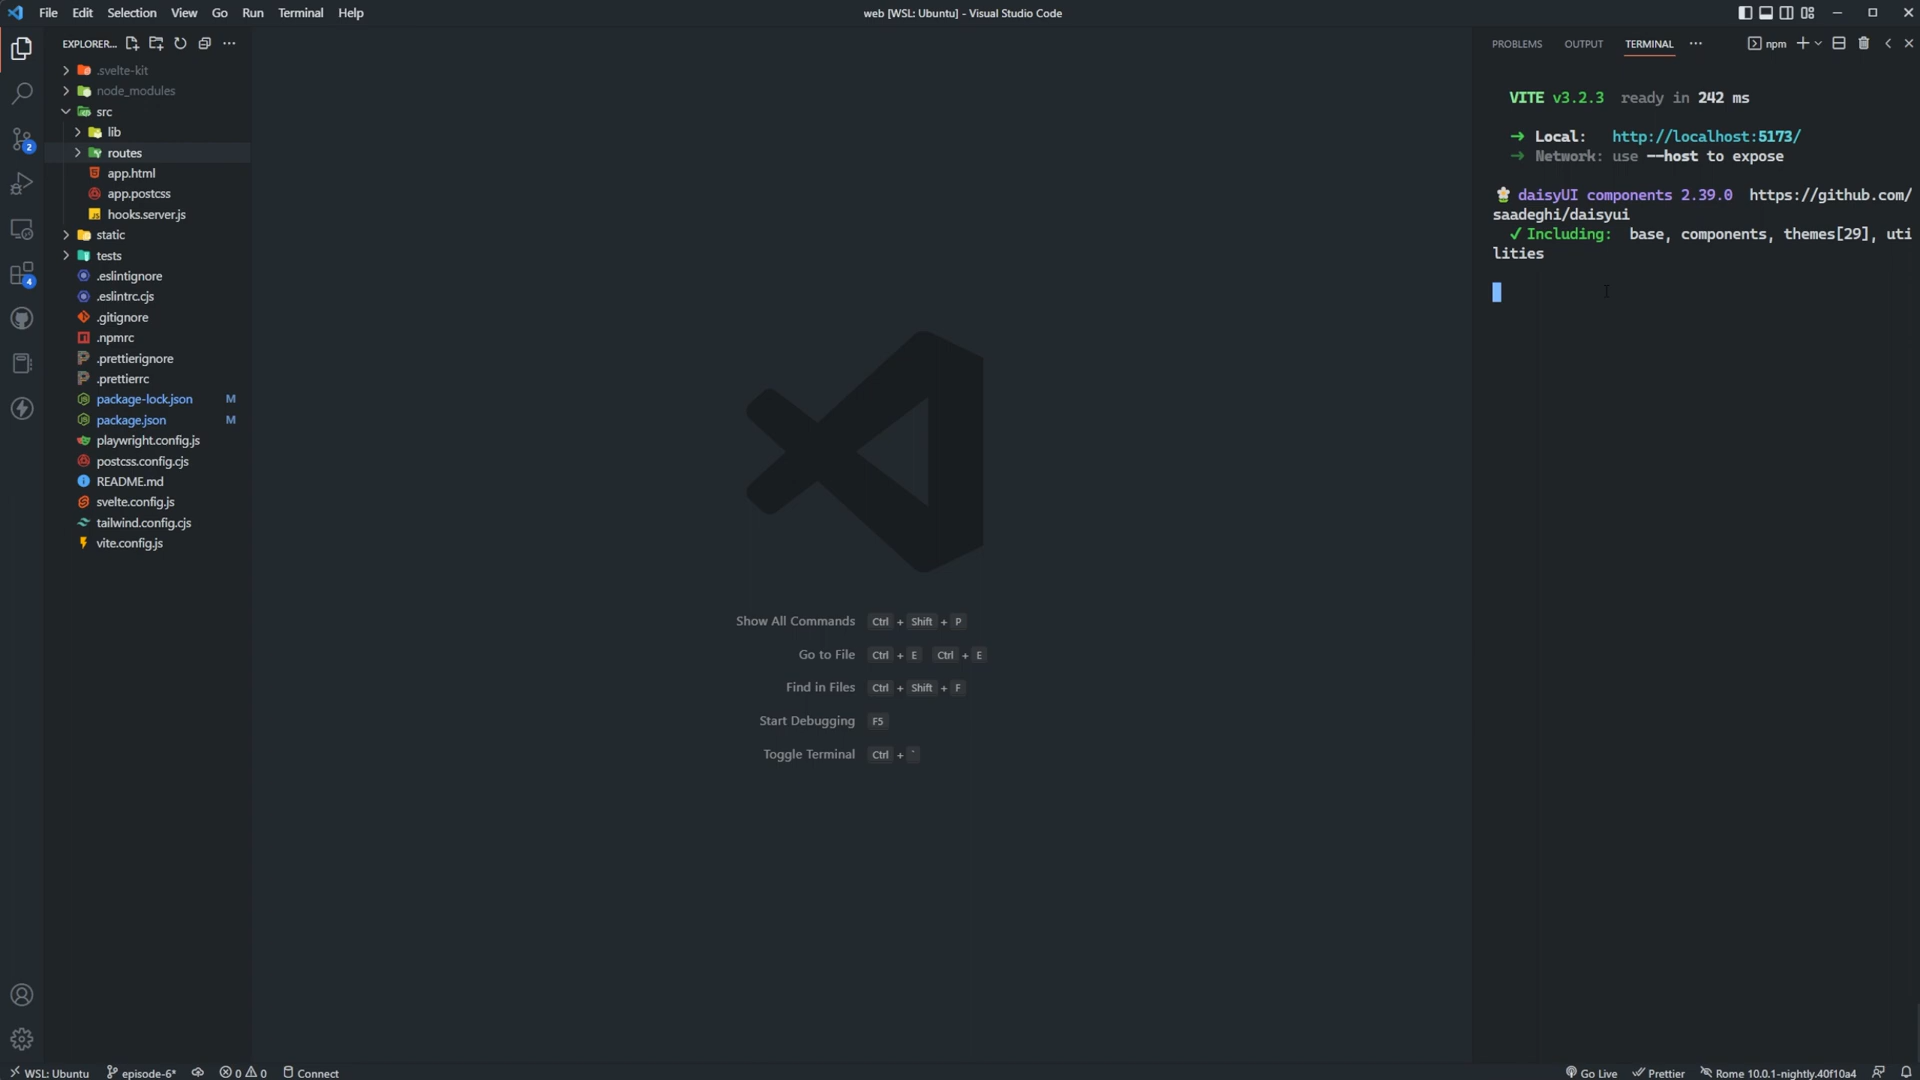 File Edit Selection View Go Run Terminal Help
web [WSL: Ubuntu] - Visual Studio Code
EXPLORER...
.svelte-kit
node_modules
src
lib
routes
app.html
app.postcss
hooks.server.js
static
tests
.eslintignore
.eslintrc.cjs
.gitignore
.npmrc
.prettierignore
.prettierrc
package-lock.json M
package.json M
playwright.config.js
postcss.config.cjs
README.md
svelte.config.js
tailwind.config.cjs
vite.config.js
2
4
Show All Commands Ctrl + Shift + P
Go to File Ctrl + E Ctrl + E
Find in Files Ctrl + Shift + F
Start Debugging F5
Toggle Terminal Ctrl + `
PROBLEMS OUTPUT TERMINAL ··· npm
VITE v3.2.3 ready in 242 ms
➜ Local: http://localhost:5173/
➜ Network: use --host to expose
daisyUI components 2.39.0 https://github.com/
saadeghi/daisyui
✔ Including: base, components, themes[29], uti
lities
WSL: Ubuntu episode-6* 0 0 Connect
Go Live Prettier Rome 10.0.1-nightly.40f10a4